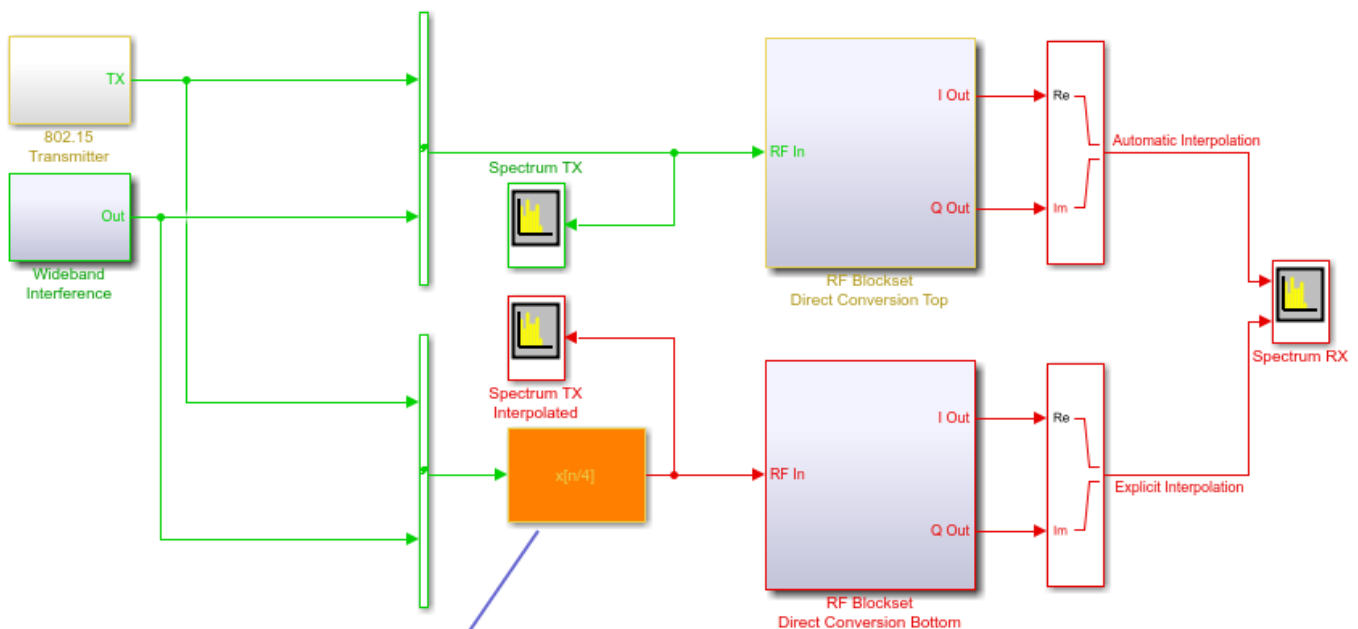 TX
802.15
Transmitter
Out
Wideband
Interference
Spectrum TX
RF In
I Out
Q Out
RF Blockset
Direct Conversion Top
Re
Im
Automatic Interpolation
Spectrum RX
Spectrum TX
Interpolated
x[n/4]
RF In
I Out
Q Out
RF Blockset
Direct Conversion Bottom
Re
Im
Explicit Interpolation